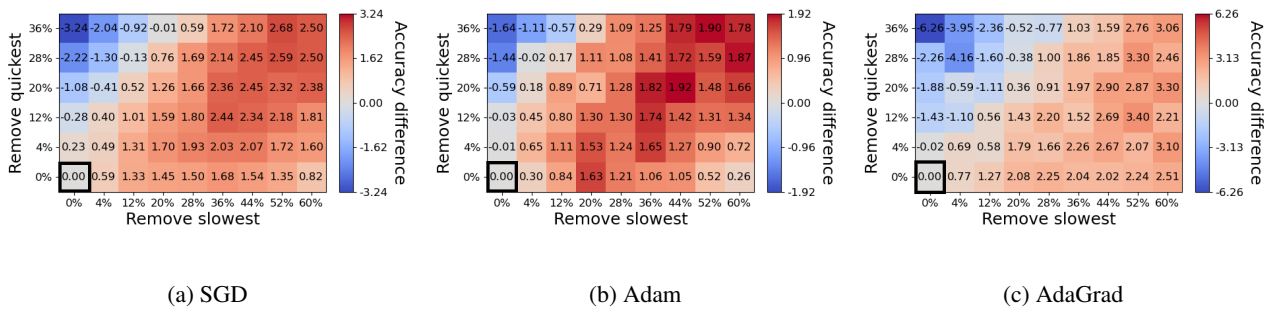 36% -3.24 -2.04 -0.92 -0.01 0.59 1.72 2.10 2.68 2.50
28% -2.22 -1.30 -0.13 0.76 1.69 2.14 2.45 2.59 2.50
20% -1.08 -0.41 0.52 1.26 1.66 2.36 2.45 2.32 2.38
12% -0.28 0.40 1.01 1.59 1.80 2.44 2.34 2.18 1.81
4% 0.23 0.49 1.31 1.70 1.93 2.03 2.07 1.72 1.60
0% 0.00 0.59 1.33 1.45 1.50 1.68 1.54 1.35 0.82
0% 4% 12% 20% 28% 36% 44% 52% 60%
Remove slowest
Remove quickest
3.24
1.62
0.00
-1.62
-3.24
Accuracy difference
(a) SGD
36% -1.64 -1.11 -0.57 0.29 1.09 1.25 1.79 1.90 1.78
28% -1.44 -0.02 0.17 1.11 1.08 1.41 1.72 1.59 1.87
20% -0.59 0.18 0.89 0.71 1.28 1.82 1.92 1.48 1.66
12% -0.03 0.45 0.80 1.30 1.30 1.74 1.42 1.31 1.34
4% -0.01 0.65 1.11 1.53 1.24 1.65 1.27 0.90 0.72
0% 0.00 0.30 0.84 1.63 1.21 1.06 1.05 0.52 0.26
0% 4% 12% 20% 28% 36% 44% 52% 60%
Remove slowest
Remove quickest
1.92
0.96
0.00
-0.96
-1.92
Accuracy difference
(b) Adam
36% -6.26 -3.95 -2.36 -0.52 -0.77 1.03 1.59 2.76 3.06
28% -2.26 -4.16 -1.60 -0.38 1.00 1.86 1.85 3.30 2.46
20% -1.88 -0.59 -1.11 0.36 0.91 1.97 2.90 2.87 3.30
12% -1.43 -1.10 0.56 1.43 2.20 1.52 2.69 3.40 2.21
4% -0.02 0.69 0.58 1.79 1.66 2.26 2.67 2.07 3.10
0% 0.00 0.77 1.27 2.08 2.25 2.04 2.02 2.24 2.51
0% 4% 12% 20% 28% 36% 44% 52% 60%
Remove slowest
Remove quickest
6.26
3.13
0.00
-3.13
-6.26
Accuracy difference
(c) AdaGrad